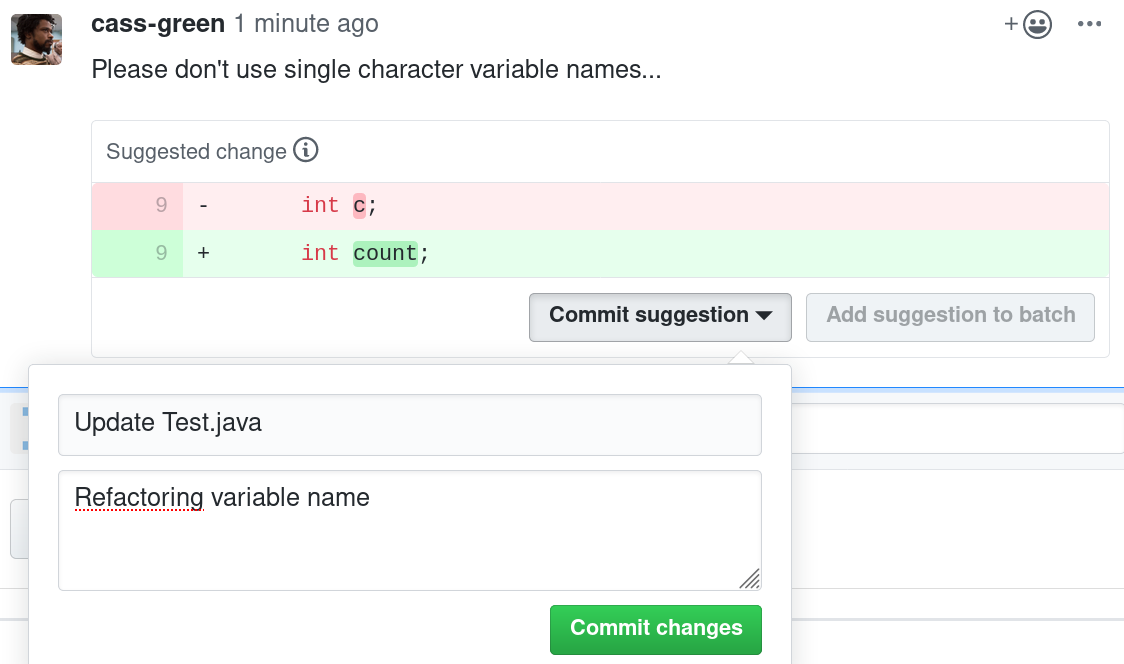 cass-green 1 minute ago
Please don't use single character variable names...
Suggested change
9 - int c;
9 + int count;
Commit suggestion
Add suggestion to batch
Update Test.java
Refactoring variable name
Commit changes